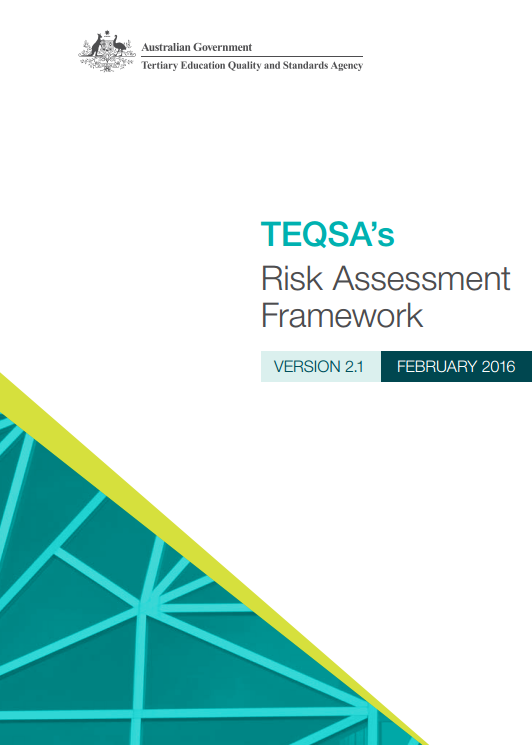 Australian Government
Tertiary Education Quality and Standards Agency
TEQSA's
Risk Assessment
Framework
VERSION 2.1 FEBRUARY 2016